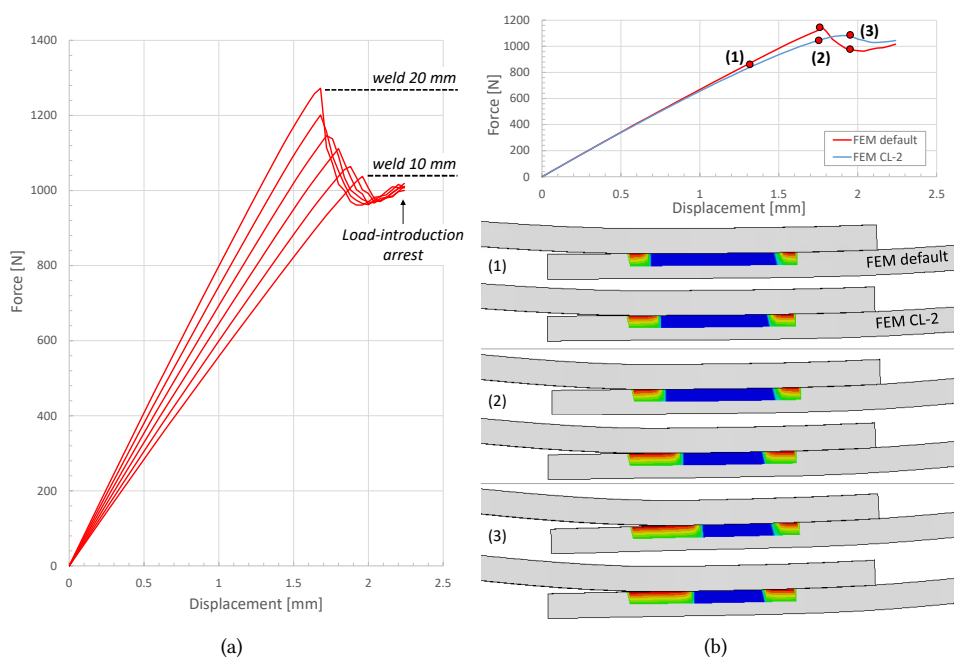 1400
1200
1000
800
600
400
200
0
Force [N]
0
0.5
1
1.5
2
2.5
Displacement [mm]
weld 20 mm
weld 10 mm
Load-introduction
arrest
(a)
1200
1000
800
600
400
200
0
Force [N]
0
0.5
1
1.5
2
2.5
Displacement [mm]
(1)
(2)
(3)
FEM default
FEM CL-2
(1)
FEM default
FEM CL-2
(2)
(3)
(b)